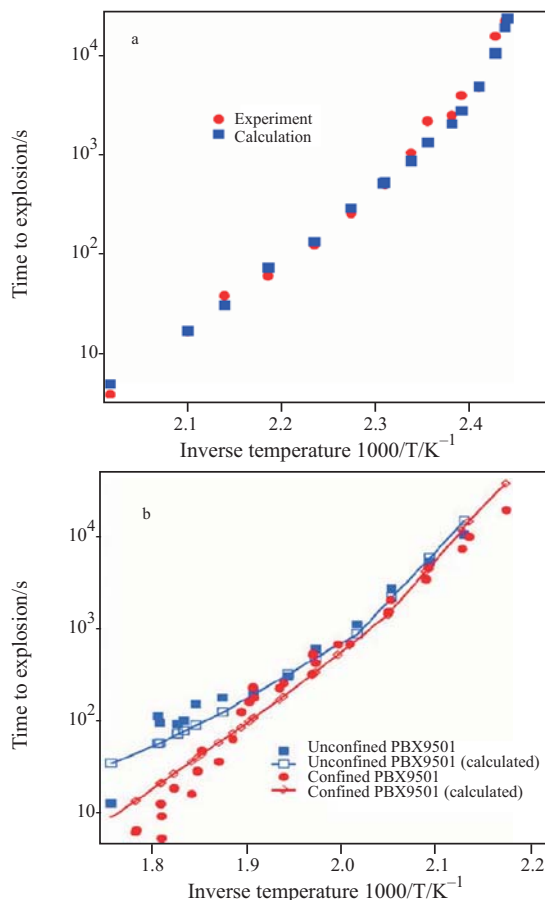 a
10⁴
Experiment
Calculation
10³
Time to explosion/s
10²
10
2.1 2.2 2.3 2.4
Inverse temperature 1000/T/K⁻¹
b
10⁴
Time to explosion/s
10³
10²
Unconfined PBX9501
Unconfined PBX9501 (calculated)
Confined PBX9501
Confined PBX9501 (calculated)
10
1.8 1.9 2.0 2.1 2.2
Inverse temperature 1000/T/K⁻¹